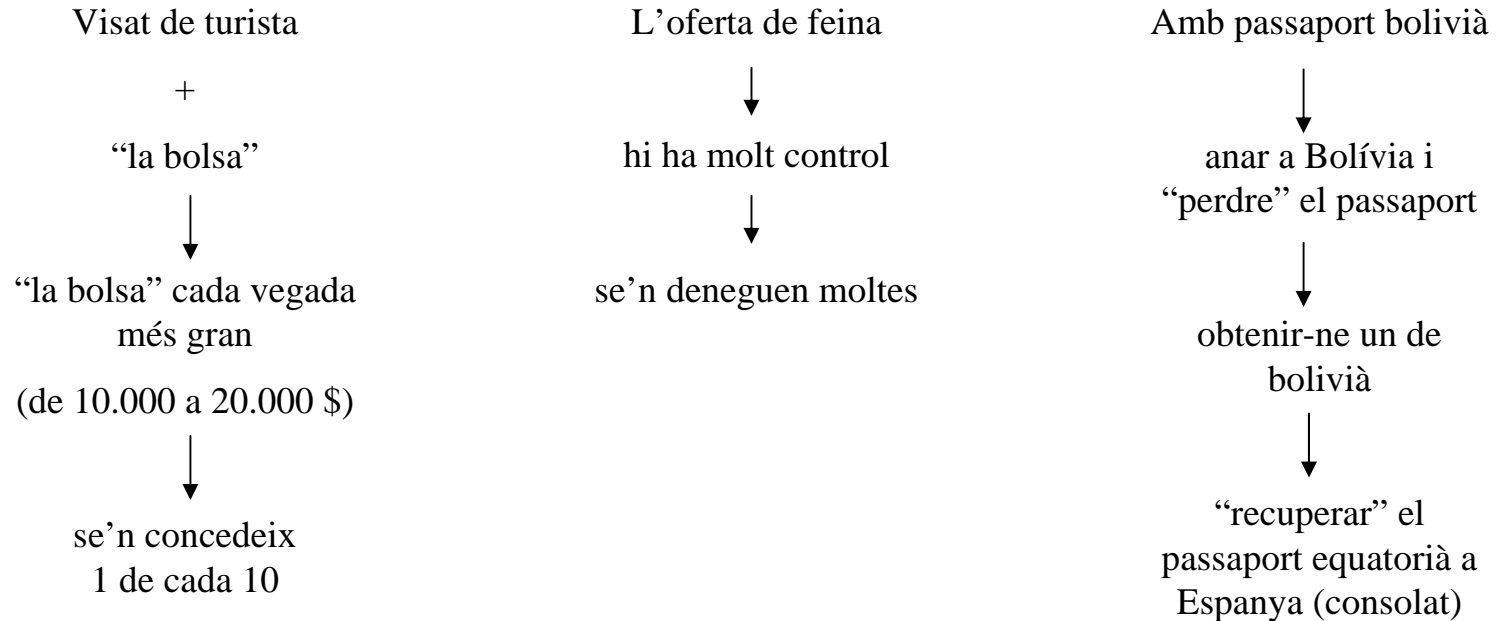 Visat de turista
+
“la bolsa”
“la bolsa” cada vegada
més gran
(de 10.000 a 20.000 $)
se’n concedeix
1 de cada 10
L’oferta de feina
hi ha molt control
se’n deneguen moltes
Amb passaport bolivià
anar a Bolívia i
“perdre” el passaport
obtenir-ne un de
bolivià
“recuperar” el
passaport equatorià a
Espanya (consolat)